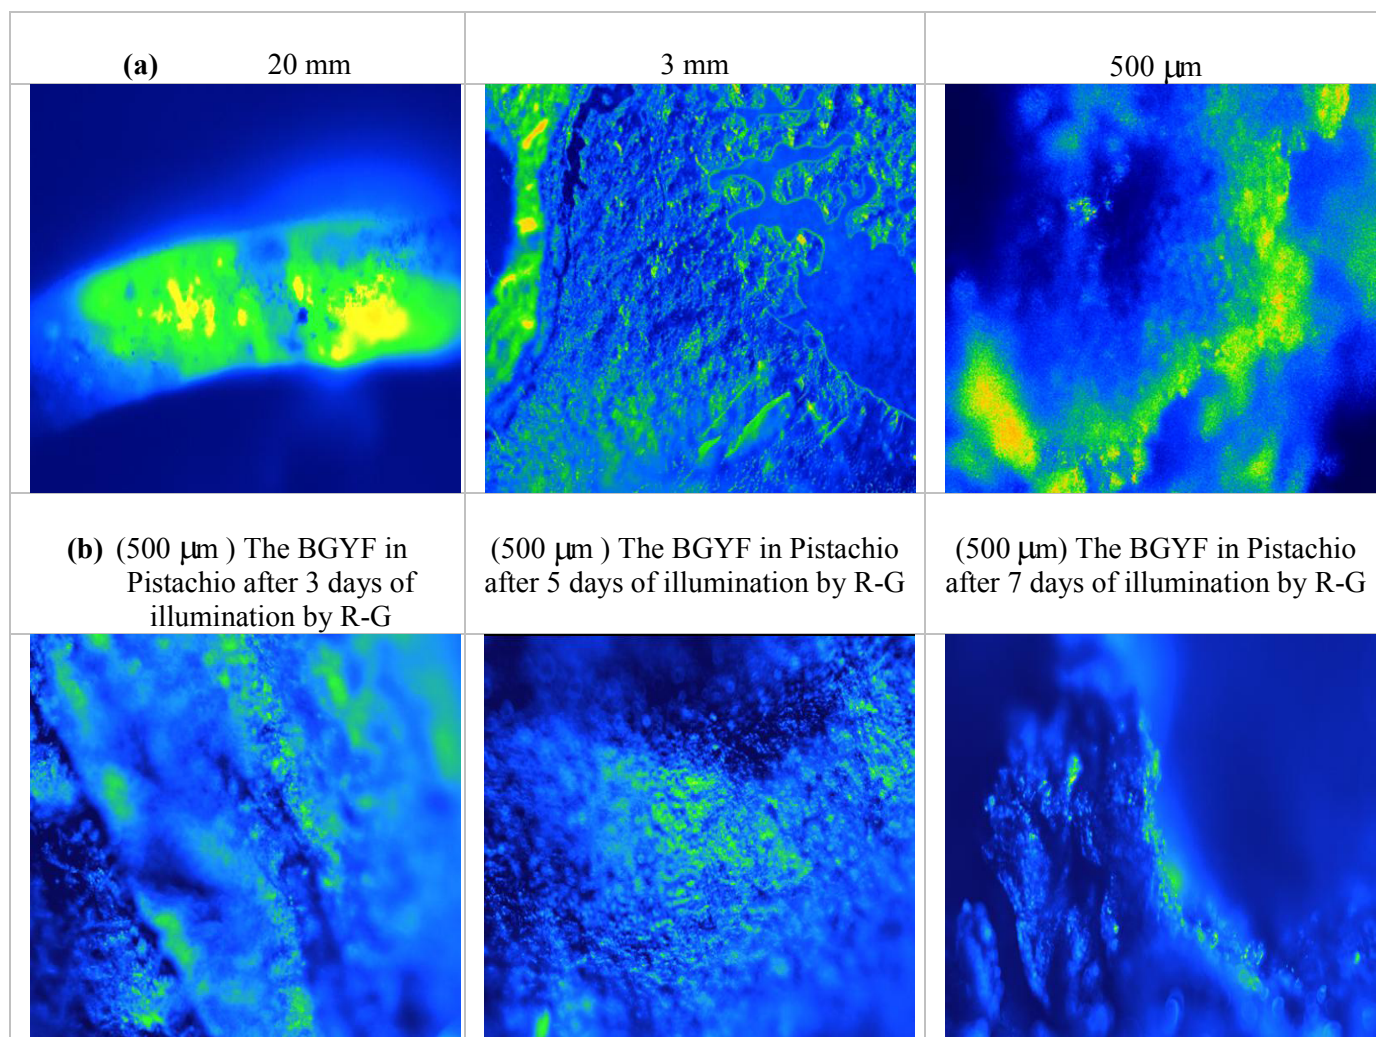 (a) 20 mm
3 mm
500 μm
(b) (500 μm ) The BGYF in
Pistachio after 3 days of
illumination by R-G
(500 μm ) The BGYF in Pistachio
after 5 days of illumination by R-G
(500 μm) The BGYF in Pistachio
after 7 days of illumination by R-G